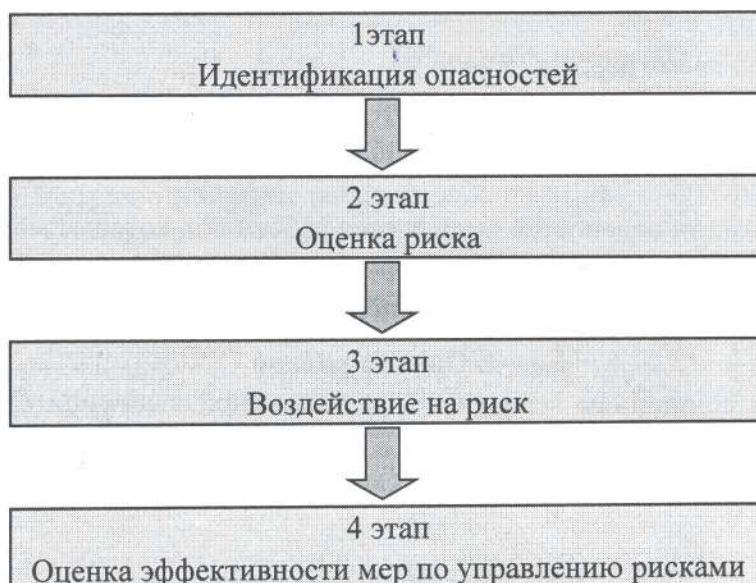 1этап
Идентификация опасностей
2 этап
Оценка риска
3 этап
Воздействие на риск
4 этап
Оценка эффективности мер по управлению рисками